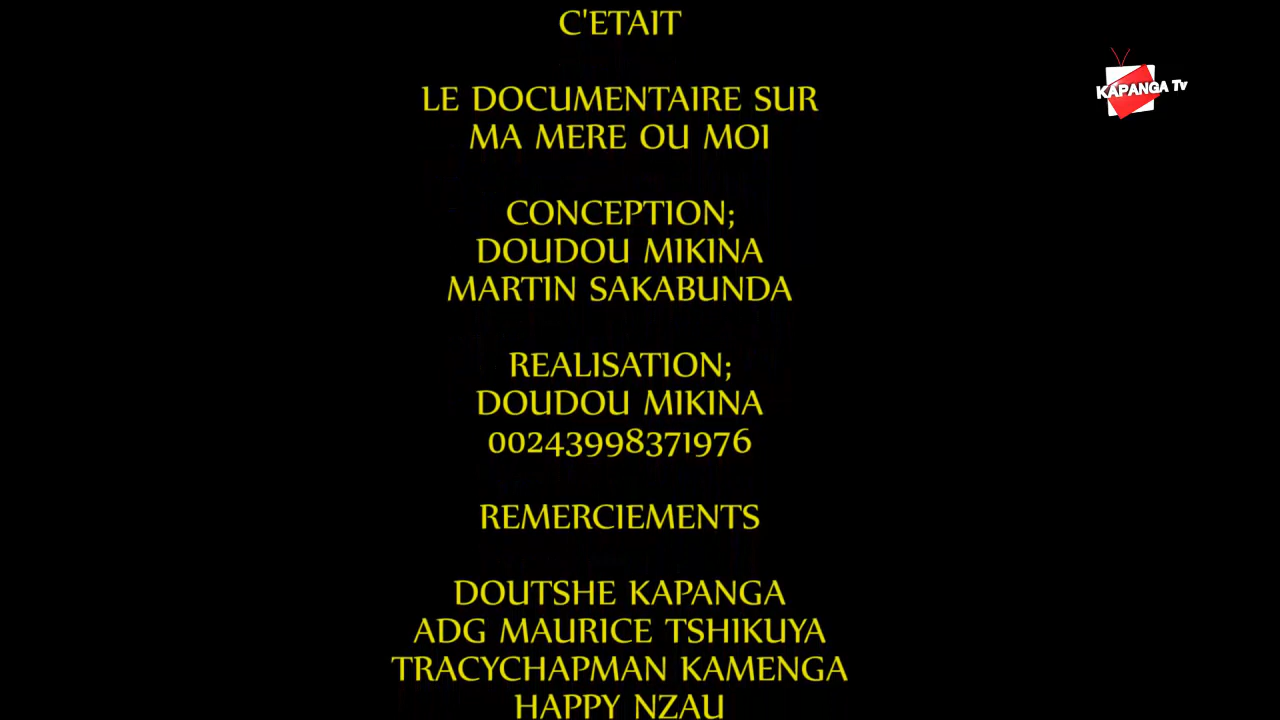 C'ETAIT
LE DOCUMENTAIRE SUR
MA MERE OU MOI
CONCEPTION;
DOUDOU MIKINA
MARTIN SAKABUNDA
REALISATION;
DOUDOU MIKINA
00243998371976
REMERCIEMENTS
DOUTSHE KAPANGA
ADG MAURICE TSHIKUYA
TRACYCHAPMAN KAMENGA
HAPPY NZAU
KAPANGA Tv